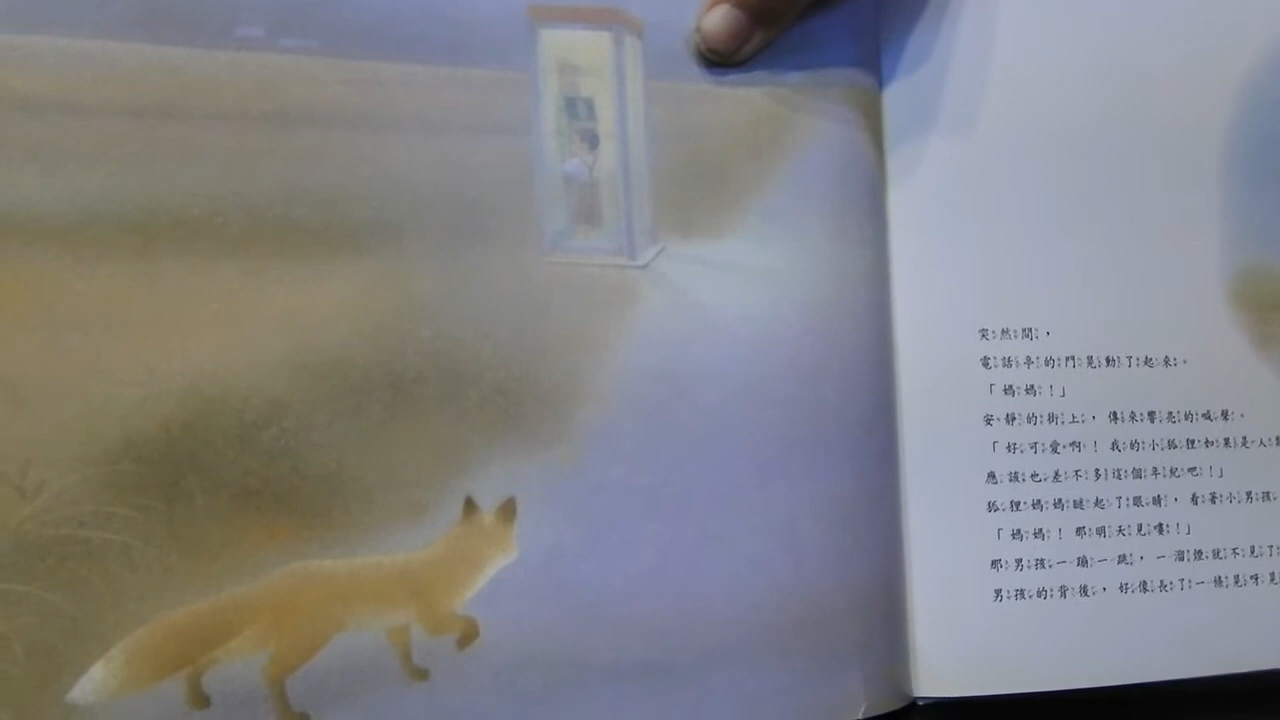 突然間，
電話亭的門晃動了起來。
「媽媽！」
安靜的街上，傳來響亮的喊聲。
「好可愛啊！我的小狐狸如果是人
應該也差不多這個年紀吧！」
狐狸媽媽瞇起了眼睛，看著小男孩
「媽媽！那明天見嘍！」
那男孩一蹦一跳，一溜煙就不見了
男孩的背後，好像長了一條晃呀晃